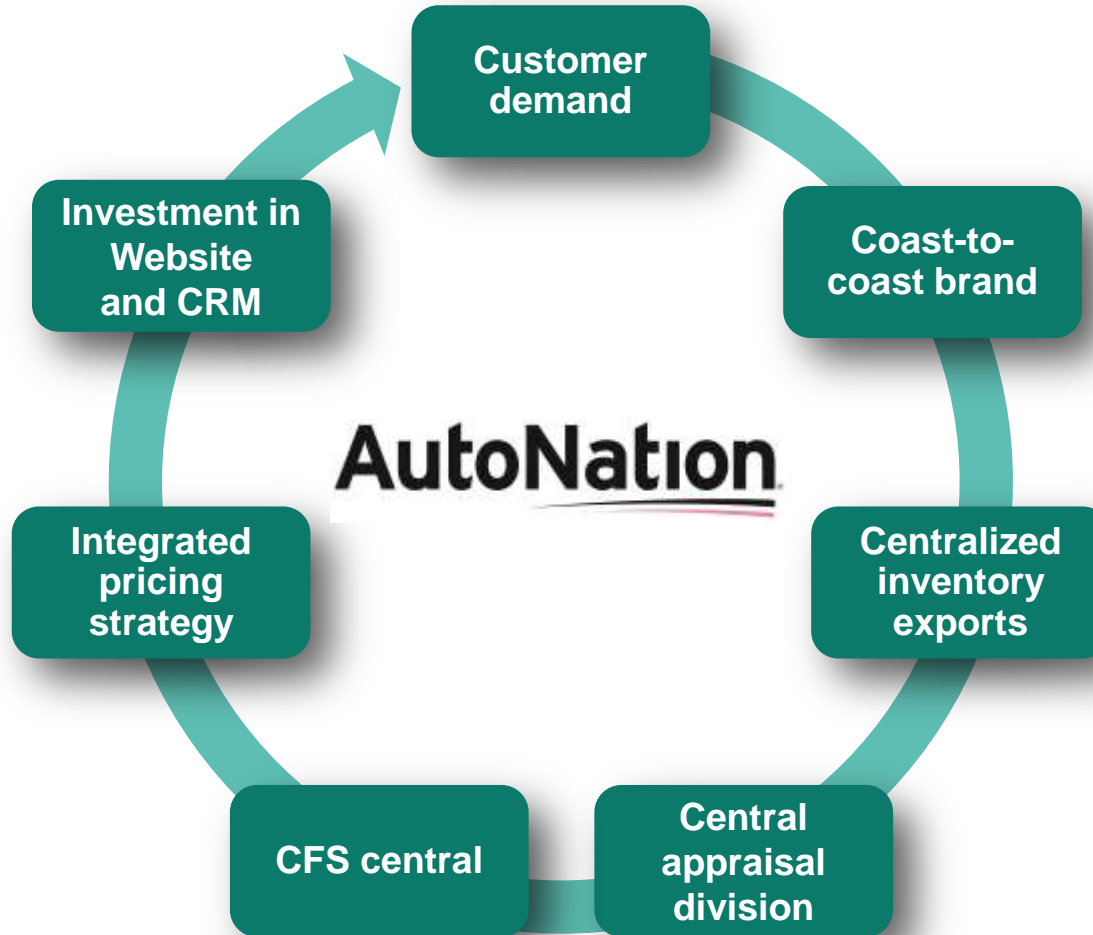 Customer
demand
Coast-to-
coast brand
Centralized
inventory
exports
Central
appraisal
division
CFS central
Integrated
pricing
strategy
Investment in
Website
and CRM
AutoNation